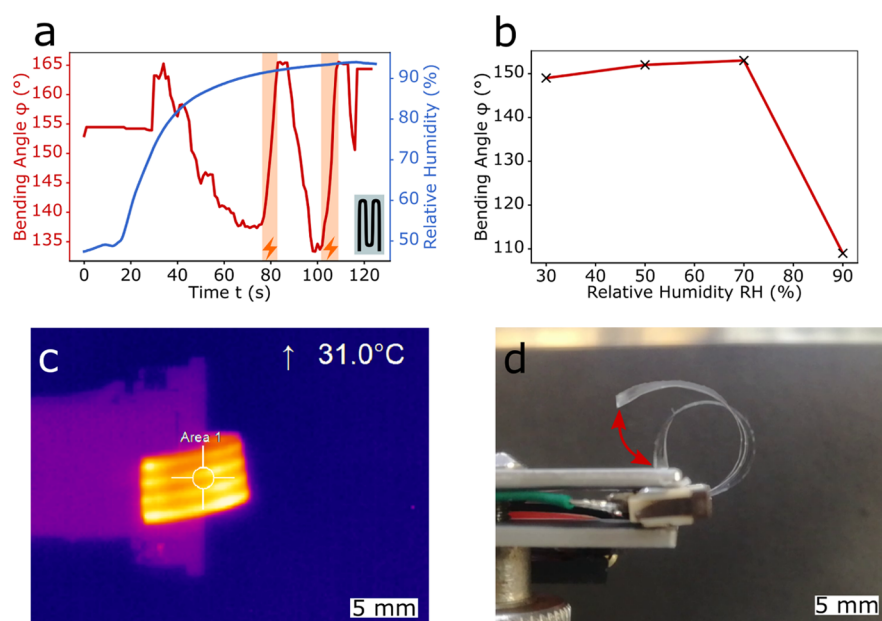 a
Bending Angle φ (°)
165
160
155
150
145
140
135
0
20
40
60
80
100
120
Time t (s)
90
80
70
60
50
Relative Humidity (%)
b
Bending Angle φ (°)
150
140
130
120
110
30
40
50
60
70
80
90
Relative Humidity RH (%)
c
↑ 31.0°C
Area 1
5 mm
d
5 mm